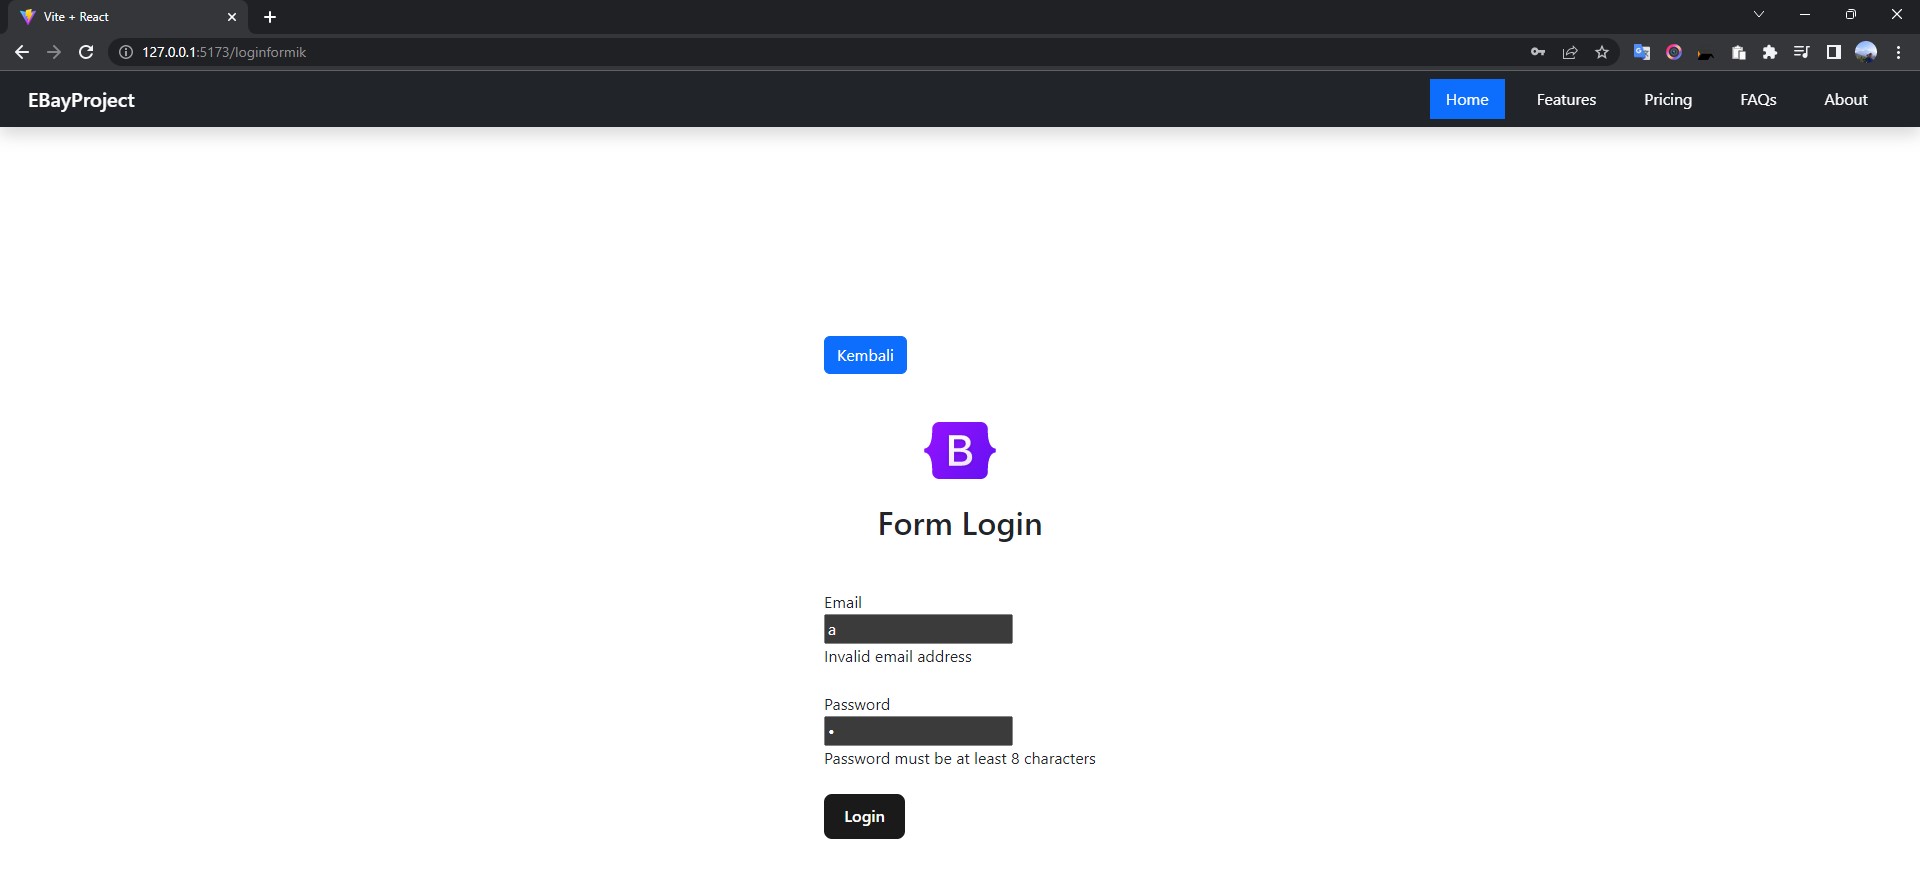 Vite + React
127.0.0.1:5173/loginformik
EBayProject
Home Features Pricing FAQs About
Kembali
B
Form Login
Email
a
Invalid email address
Password
•
Password must be at least 8 characters
Login